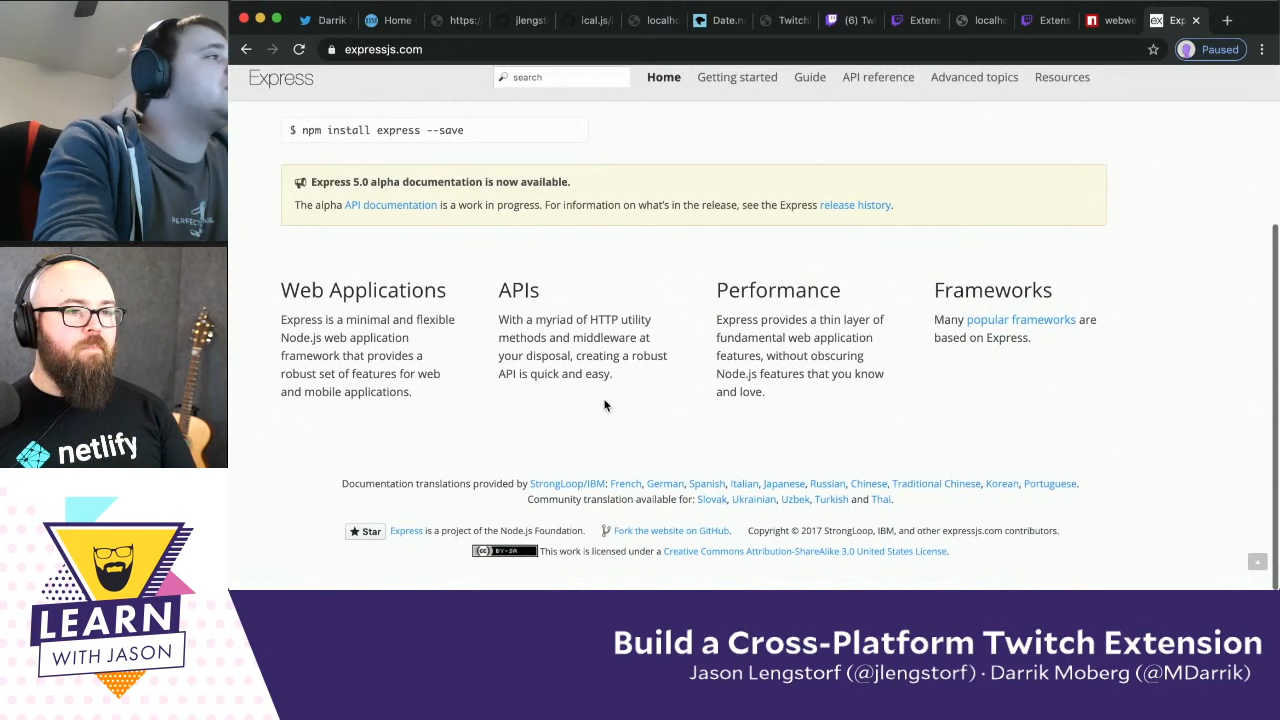 Darrik
Home
https:/
jlengst
ical.js/i
localho
Date.n
Twitch
(6) Tw
Extens
localho
Extens
webwe
Exp
expressjs.com
Paused
Express
search
Home
Getting started
Guide
API reference
Advanced topics
Resources
$ npm install express --save
Express 5.0 alpha documentation is now available.
The alpha API documentation is a work in progress. For information on what's in the release, see the Express release history.
Web Applications
Express is a minimal and flexible
Node.js web application
framework that provides a
robust set of features for web
and mobile applications.
APIs
With a myriad of HTTP utility
methods and middleware at
your disposal, creating a robust
API is quick and easy.
Performance
Express provides a thin layer of
fundamental web application
features, without obscuring
Node.js features that you know
and love.
Frameworks
Many popular frameworks are
based on Express.
Documentation translations provided by StrongLoop/IBM: French, German, Spanish, Italian, Japanese, Russian, Chinese, Traditional Chinese, Korean, Portuguese.
Community translation available for: Slovak, Ukrainian, Uzbek, Turkish and Thai.
Star
Express is a project of the Node.js Foundation.
Fork the website on GitHub.
Copyright © 2017 StrongLoop, IBM, and other expressjs.com contributors.
CC BY-SA
This work is licensed under a Creative Commons Attribution-ShareAlike 3.0 United States License.
netlify
LEARN
WITH JASON
Build a Cross-Platform Twitch Extension
Jason Lengstorf (@jlengstorf) · Darrik Moberg (@MDarrik)